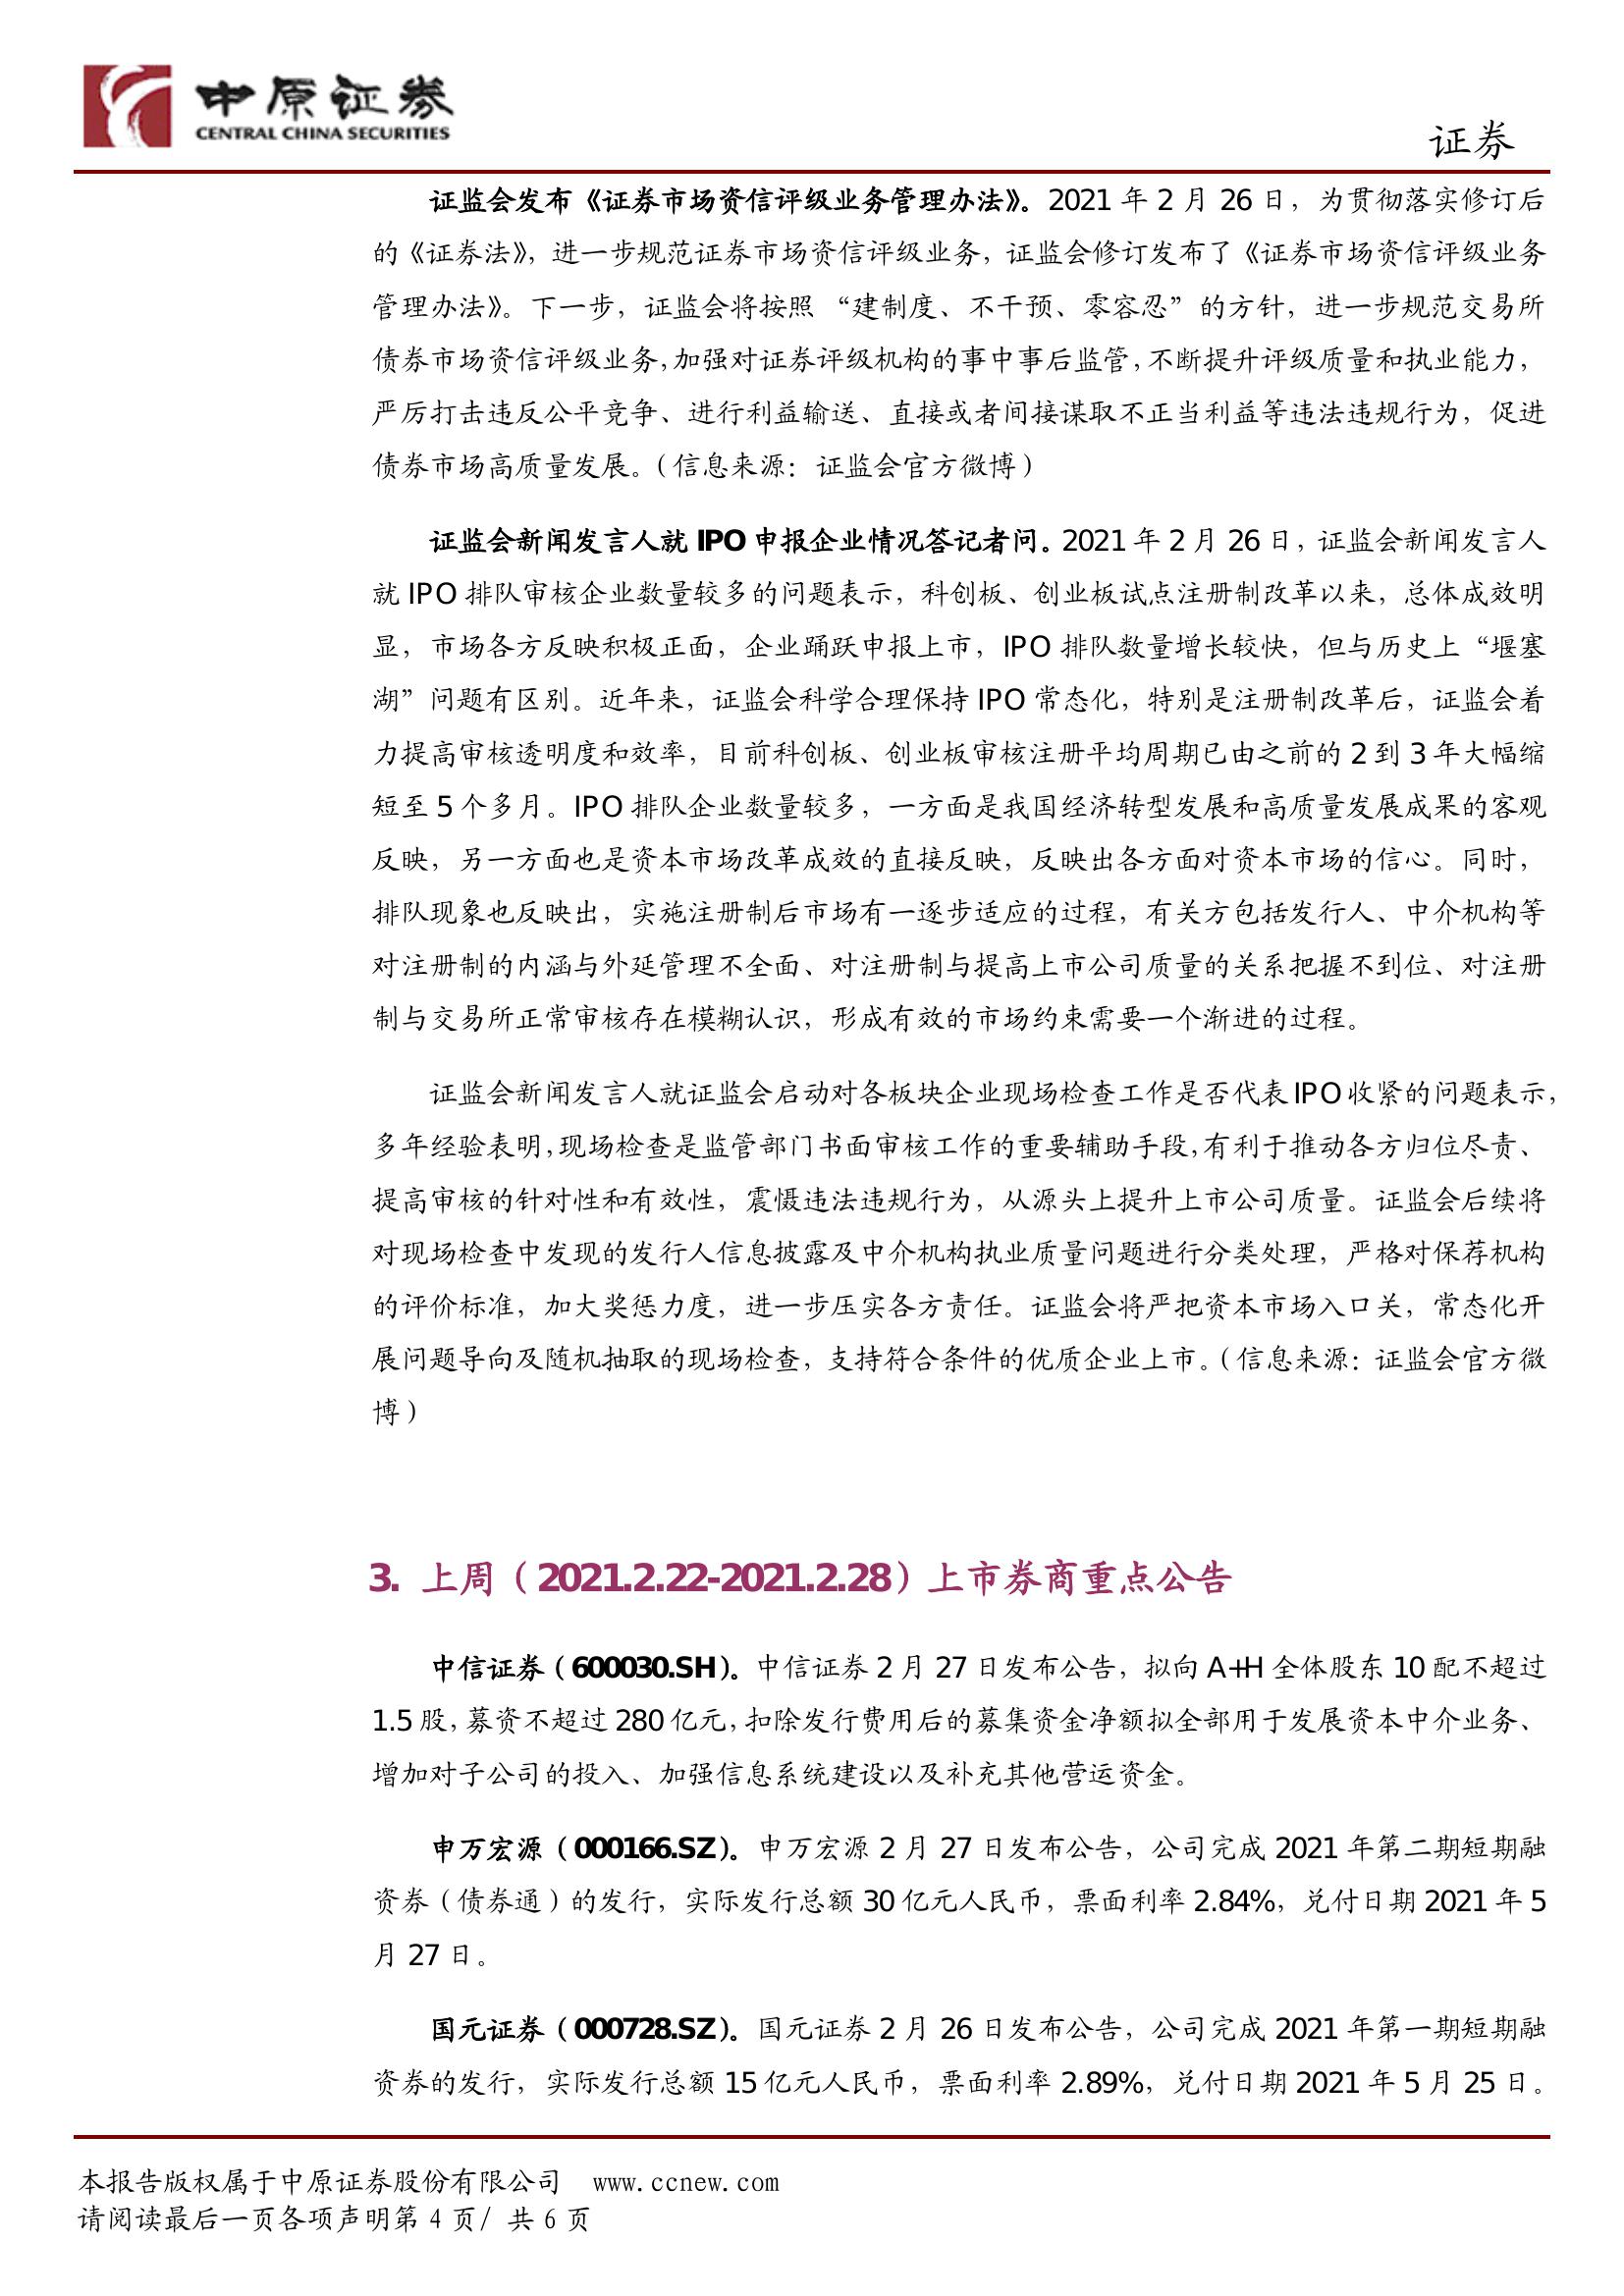 中原证券
CENTRAL CHINA SECURITIES
证券
证监会发布《证券市场资信评级业务管理办法》。2021 年 2 月 26 日，为贯彻落实修订后
的《证券法》，进一步规范证券市场资信评级业务，证监会修订发布了《证券市场资信评级业务
管理办法》。下一步，证监会将按照 “建制度、不干预、零容忍”的方针，进一步规范交易所
债券市场资信评级业务，加强对证券评级机构的事中事后监管，不断提升评级质量和执业能力，
严厉打击违反公平竞争、进行利益输送、直接或者间接谋取不正当利益等违法违规行为，促进
债券市场高质量发展。（信息来源：证监会官方微博）
证监会新闻发言人就 IPO 申报企业情况答记者问。2021 年 2 月 26 日，证监会新闻发言人
就 IPO 排队审核企业数量较多的问题表示，科创板、创业板试点注册制改革以来，总体成效明
显，市场各方反映积极正面，企业踊跃申报上市，IPO 排队数量增长较快，但与历史上“堰塞
湖”问题有区别。近年来，证监会科学合理保持 IPO 常态化，特别是注册制改革后，证监会着
力提高审核透明度和效率，目前科创板、创业板审核注册平均周期已由之前的 2 到 3 年大幅缩
短至 5 个多月。IPO 排队企业数量较多，一方面是我国经济转型发展和高质量发展成果的客观
反映，另一方面也是资本市场改革成效的直接反映，反映出各方面对资本市场的信心。同时，
排队现象也反映出，实施注册制后市场有一逐步适应的过程，有关方包括发行人、中介机构等
对注册制的内涵与外延管理不全面、对注册制与提高上市公司质量的关系把握不到位、对注册
制与交易所正常审核存在模糊认识，形成有效的市场约束需要一个渐进的过程。
证监会新闻发言人就证监会启动对各板块企业现场检查工作是否代表 IPO 收紧的问题表示，
多年经验表明，现场检查是监管部门书面审核工作的重要辅助手段，有利于推动各方归位尽责、
提高审核的针对性和有效性，震慑违法违规行为，从源头上提升上市公司质量。证监会后续将
对现场检查中发现的发行人信息披露及中介机构执业质量问题进行分类处理，严格对保荐机构
的评价标准，加大奖惩力度，进一步压实各方责任。证监会将严把资本市场入口关，常态化开
展问题导向及随机抽取的现场检查，支持符合条件的优质企业上市。（信息来源：证监会官方微
博）
3. 上周（2021.2.22-2021.2.28）上市券商重点公告
中信证券（600030.SH）。中信证券 2 月 27 日发布公告，拟向 A+H 全体股东 10 配不超过
1.5 股，募资不超过 280 亿元，扣除发行费用后的募集资金净额拟全部用于发展资本中介业务、
增加对子公司的投入、加强信息系统建设以及补充其他营运资金。
申万宏源（000166.SZ）。申万宏源 2 月 27 日发布公告，公司完成 2021 年第二期短期融
资券（债券通）的发行，实际发行总额 30 亿元人民币，票面利率 2.84%，兑付日期 2021 年 5
月 27 日。
国元证券（000728.SZ）。国元证券 2 月 26 日发布公告，公司完成 2021 年第一期短期融
资券的发行，实际发行总额 15 亿元人民币，票面利率 2.89%，兑付日期 2021 年 5 月 25 日。
本报告版权属于中原证券股份有限公司 www.ccnew.com
请阅读最后一页各项声明第 4 页/ 共 6 页